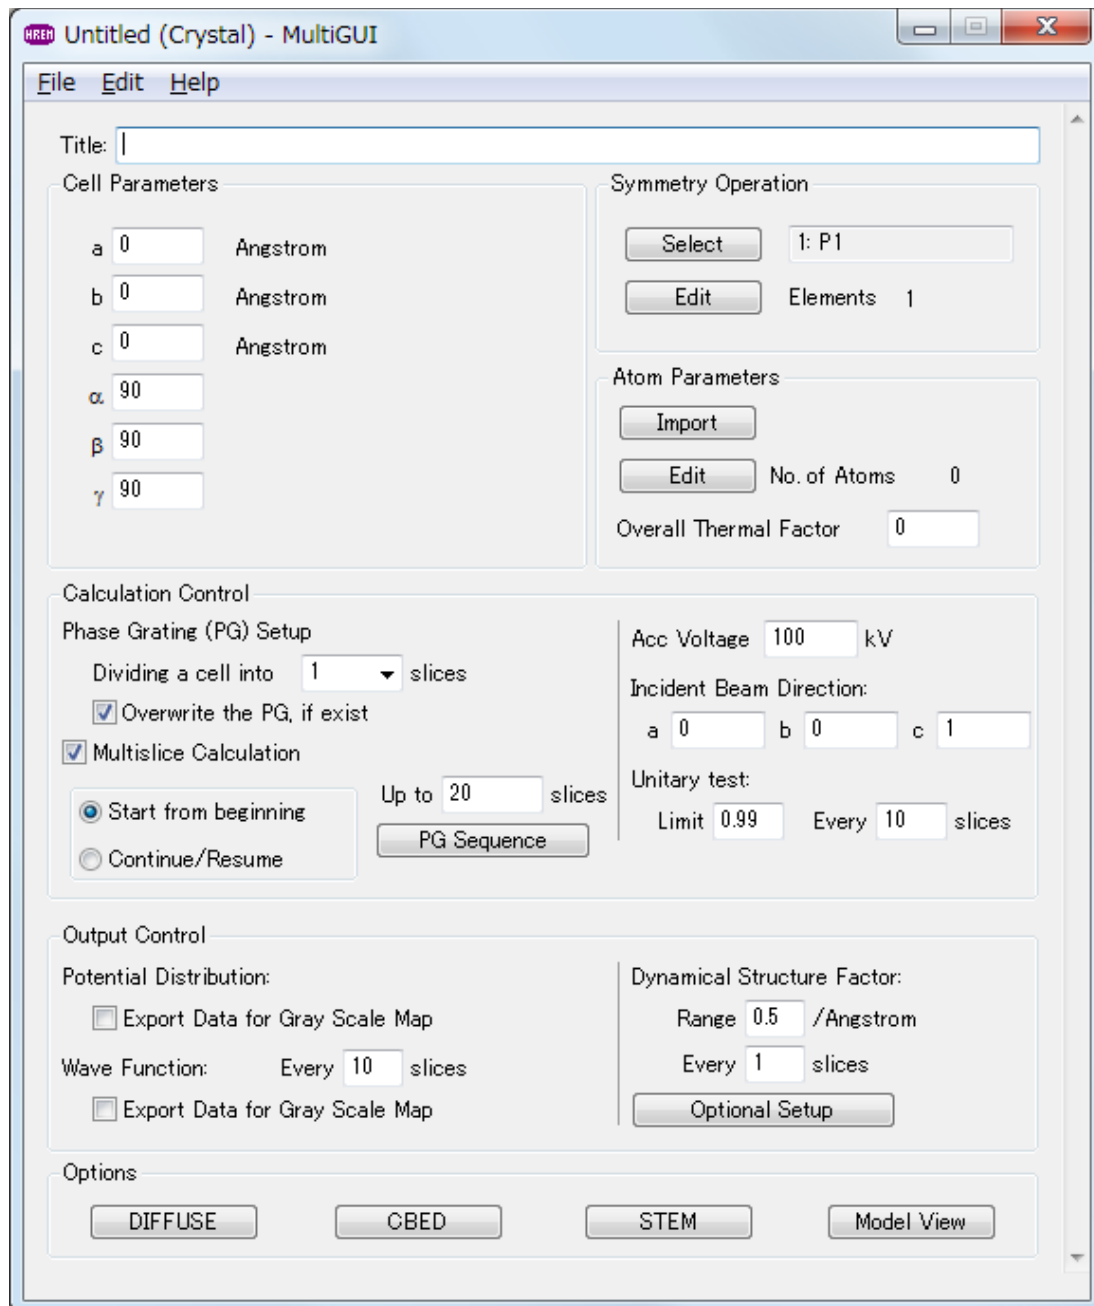 HREM Untitled (Crystal) - MultiGUI
File Edit Help
Title:
Cell Parameters
a 0 Angstrom
b 0 Angstrom
c 0 Angstrom
α 90
β 90
γ 90
Symmetry Operation
Select 1: P1
Edit Elements 1
Atom Parameters
Import
Edit No. of Atoms 0
Overall Thermal Factor 0
Calculation Control
Phase Grating (PG) Setup
Dividing a cell into 1 slices
Overwrite the PG, if exist
Multislice Calculation
Start from beginning
Continue/Resume
Up to 20 slices
PG Sequence
Acc Voltage 100 kV
Incident Beam Direction:
a 0 b 0 c 1
Unitary test:
Limit 0.99 Every 10 slices
Output Control
Potential Distribution:
Export Data for Gray Scale Map
Wave Function: Every 10 slices
Export Data for Gray Scale Map
Dynamical Structure Factor:
Range 0.5 /Angstrom
Every 1 slices
Optional Setup
Options
DIFFUSE CBED STEM Model View